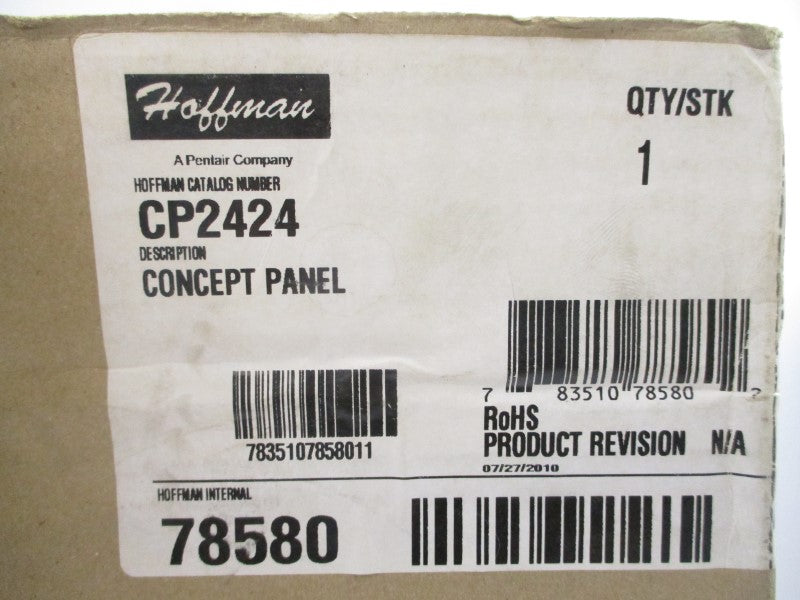 Hoffman
A Pentair Company
HOFFMAN CATALOG NUMBER
CP2424
DESCRIPTION
CONCEPT PANEL
QTY/STK
1
7835107858011
7 83510 78580 2
RoHS
PRODUCT REVISION N/A
07/27/2010
HOFFMAN INTERNAL
78580